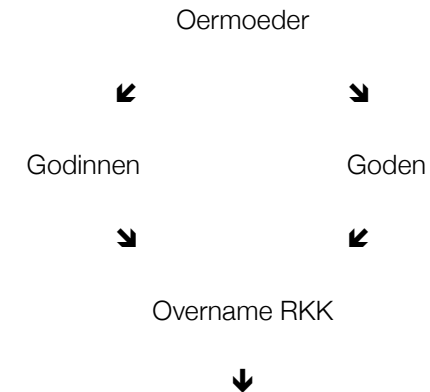 Oermoeder
🡿 🡾
Godinnen Goden
🡾 🡿
Overname RKK
🡻